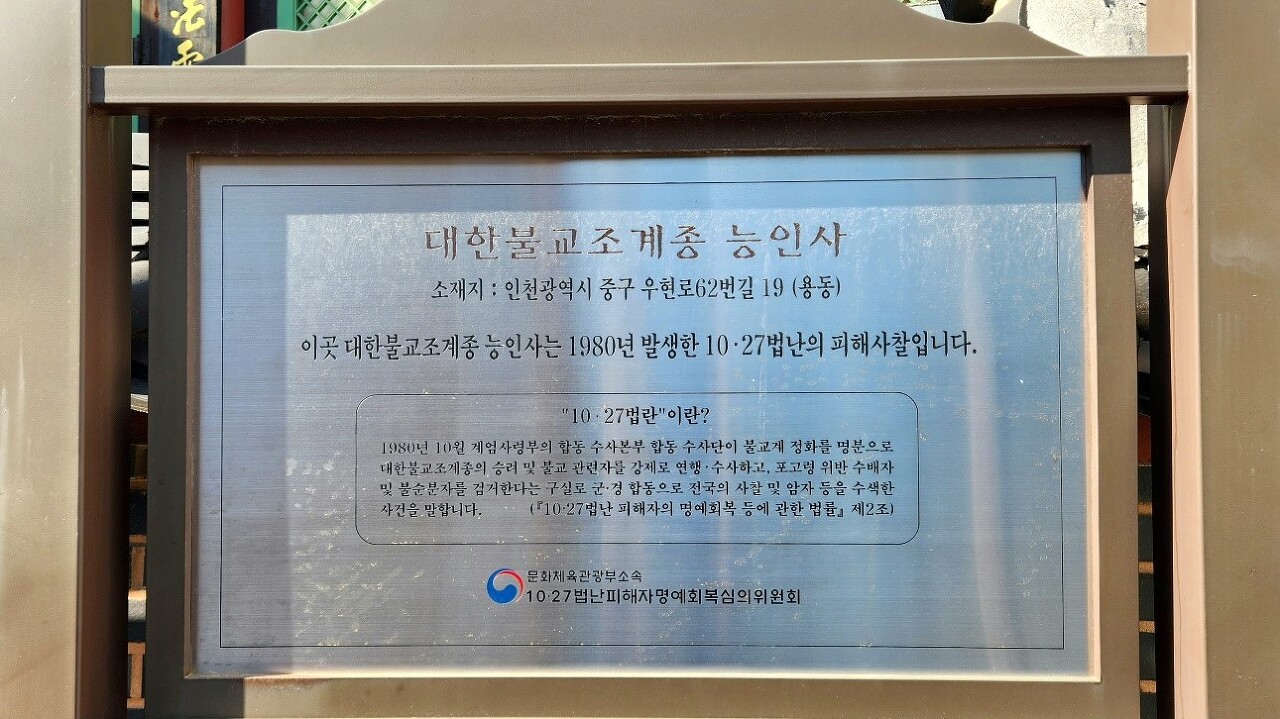 대한불교조계종 능인사
소재지 : 인천광역시 중구 우현로62번길 19 (용동)
이곳 대한불교조계종 능인사는 1980년 발생한 10·27법난의 피해사찰입니다.
"10·27법란"이란?
1980년 10월 계엄사령부의 합동 수사본부 합동 수사단이 불교계 정화를 명분으로
대한불교조계종의 승려 및 불교 관련자를 강제로 연행·수사하고, 포고령 위반 수배자
및 불순분자를 검거한다는 구실로 군·경 합동으로 전국의 사찰 및 암자 등을 수색한
사건을 말합니다. (『10·27법난 피해자의 명예회복 등에 관한 법률』 제2조)
문화체육관광부소속
10·27법난피해자명예회복심의위원회